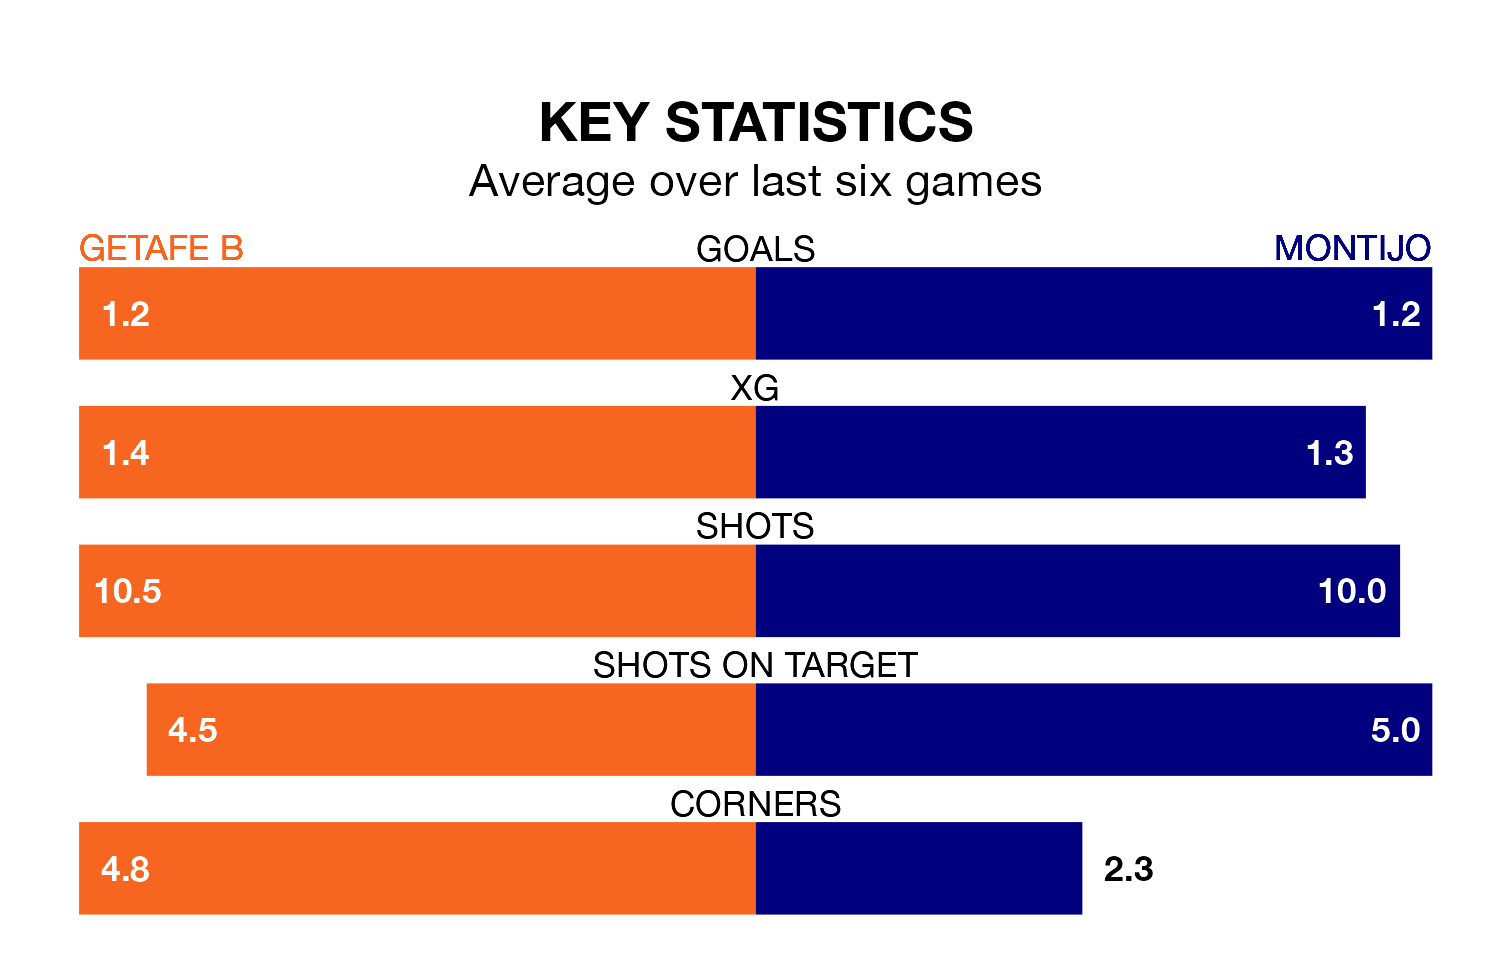 KEY STATISTICS
Average over last six games
GETAFE B GOALS MONTIJO
1.2 1.2
XG
1.4 1.3
SHOTS
10.5 10.0
SHOTS ON TARGET
4.5 5.0
CORNERS
4.8 2.3